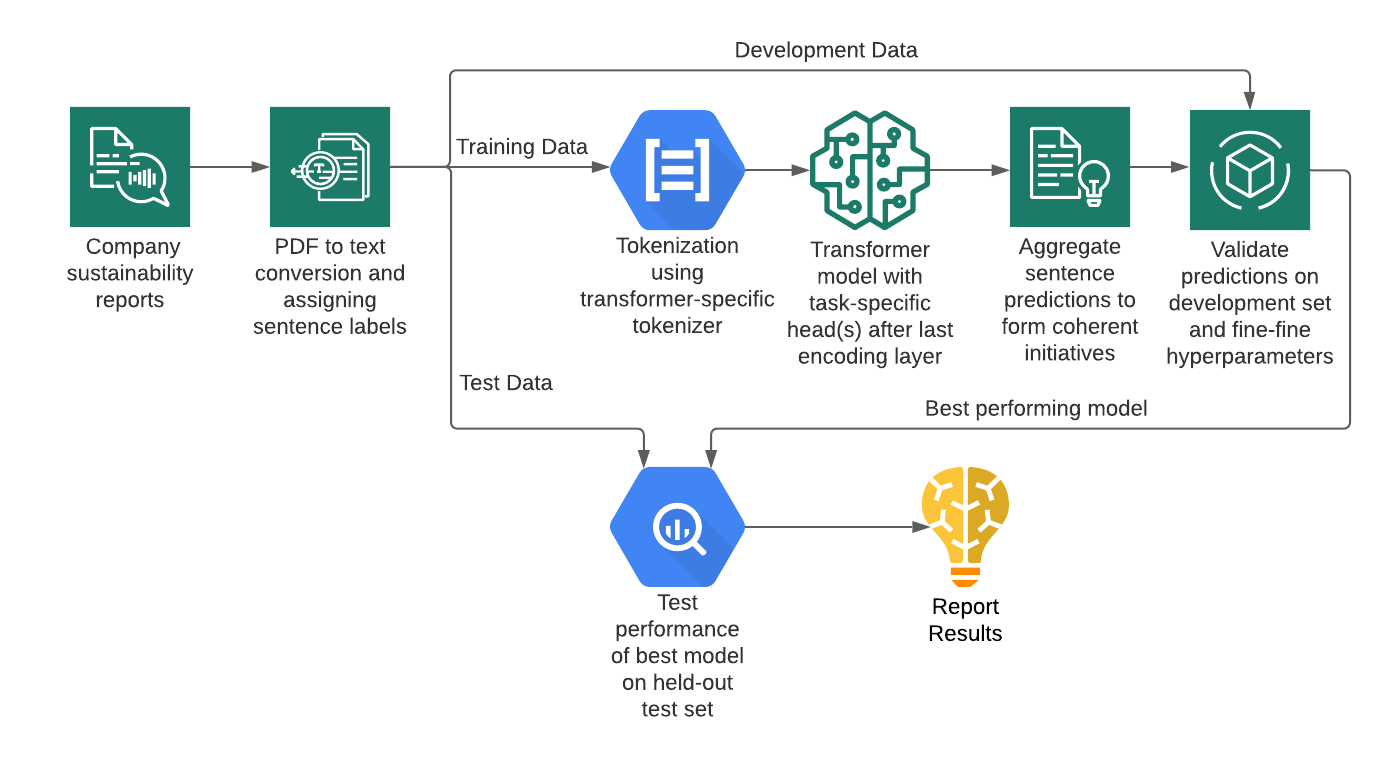 Development Data
Training Data
Company
sustainability
reports
PDF to text
conversion and
assigning
sentence labels
Tokenization
using
transformer-specific
tokenizer
Transformer
model with
task-specific
head(s) after last
encoding layer
Aggregate
sentence
predictions to
form coherent
initiatives
Validate
predictions on
development set
and fine-fine
hyperparameters
Test Data
Best performing model
Test
performance
of best model
on held-out
test set
Report
Results